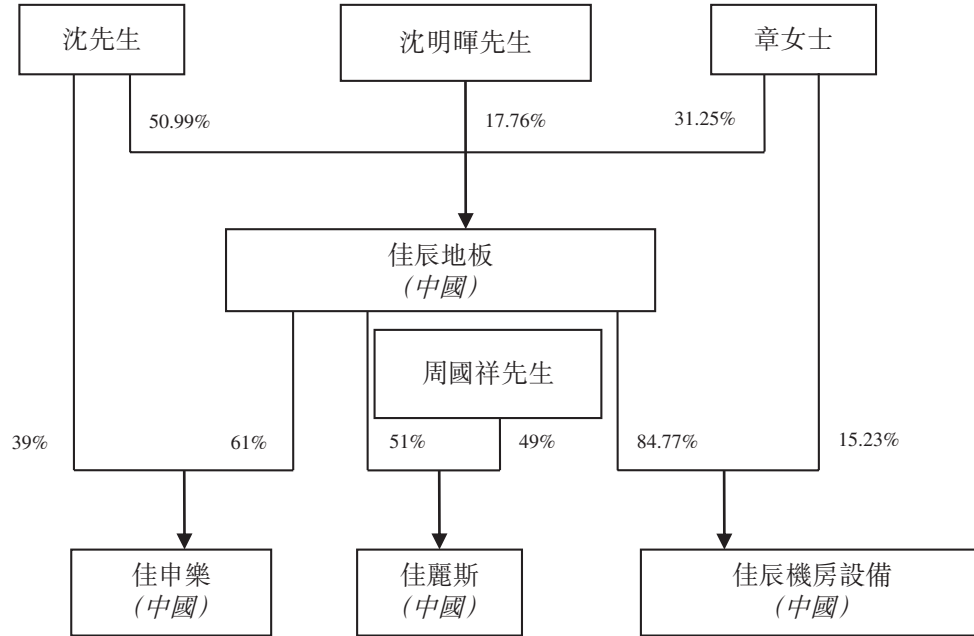 沈先生
沈明暉先生
章女士
50.99%
17.76%
31.25%
佳辰地板
(中國)
周國祥先生
39%
61%
51%
49%
84.77%
15.23%
佳申樂
(中國)
佳麗斯
(中國)
佳辰機房設備
(中國)